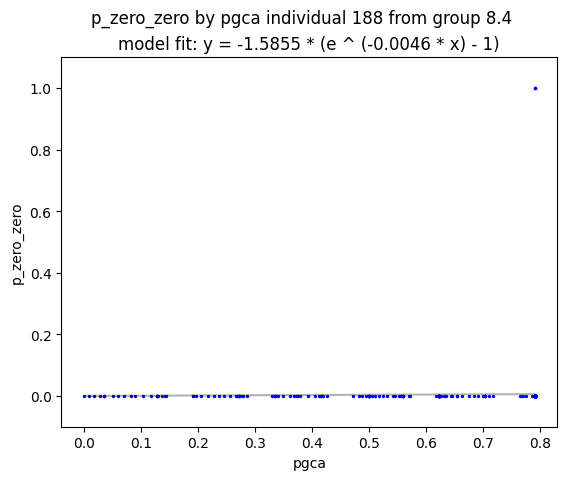 p_zero_zero by pgca individual 188 from group 8.4
model fit: y = -1.5855 * (e ^ (-0.0046 * x) - 1)
1.0
0.8
0.6
0.4
0.2
0.0
p_zero_zero
0.0 0.1 0.2 0.3 0.4 0.5 0.6 0.7 0.8
pgca